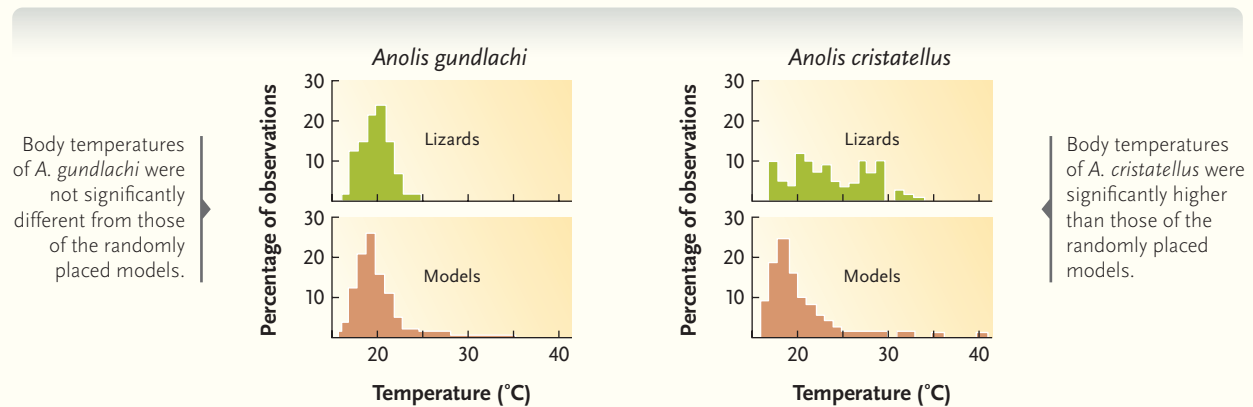 Anolis gundlachi
Anolis cristatellus
Body temperatures
of A. gundlachi were
not significantly
different from those
of the randomly
placed models.
Percentage of observations
30
20
10
Lizards
30
20
10
Models
20
30
40
Temperature (°C)
Percentage of observations
30
20
10
Lizards
30
20
10
Models
20
30
40
Temperature (°C)
Body temperatures
of A. cristatellus were
significantly higher
than those of the
randomly placed
models.